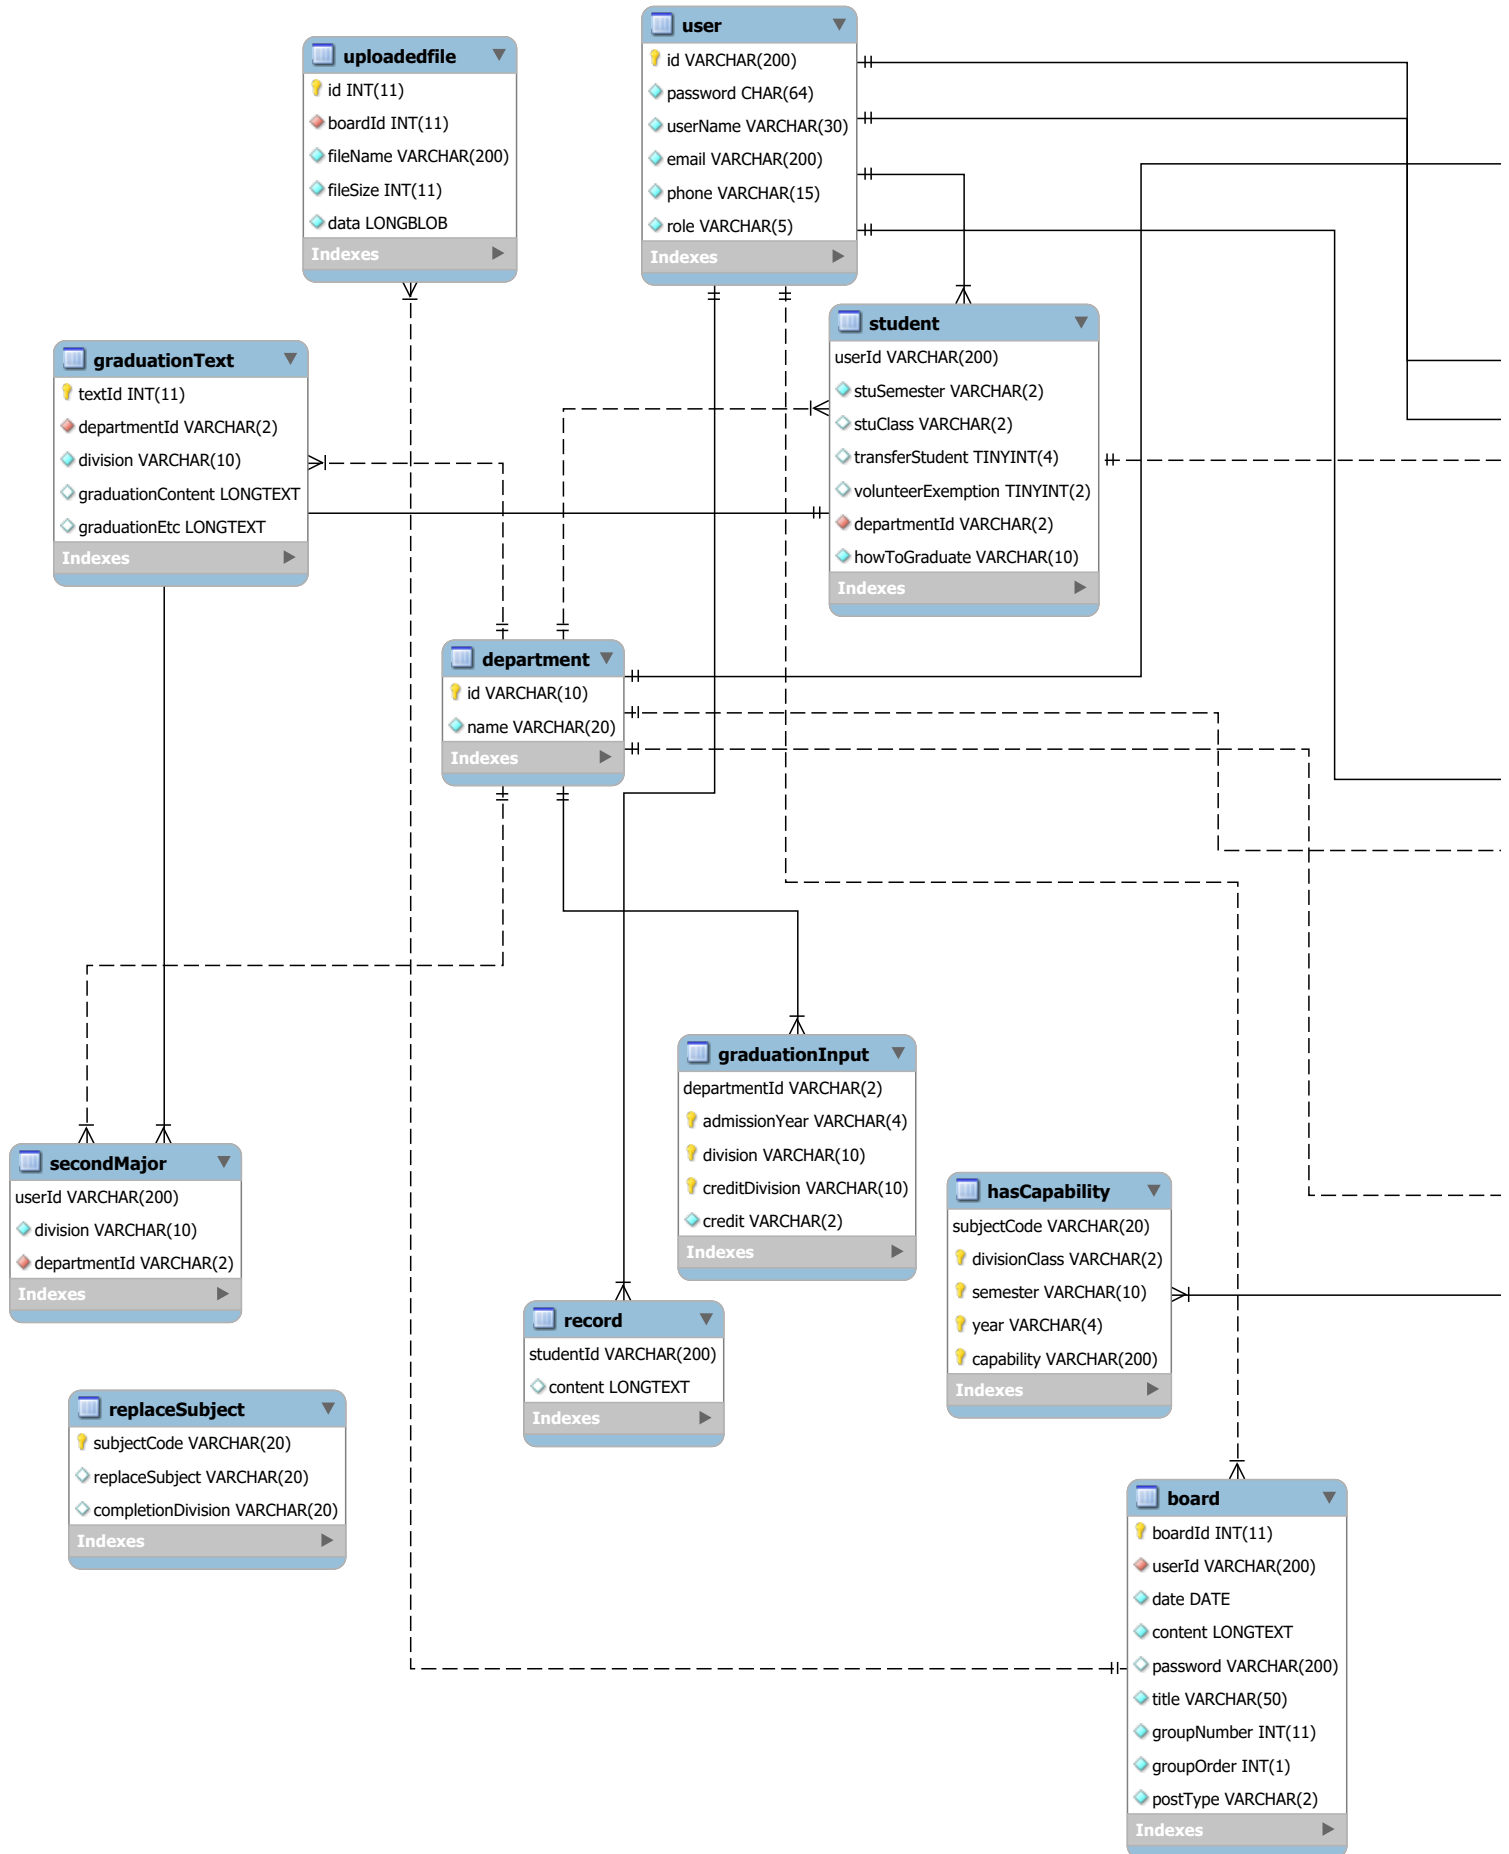 user
id VARCHAR(200)
password CHAR(64)
userName VARCHAR(30)
email VARCHAR(200)
phone VARCHAR(15)
role VARCHAR(5)
Indexes
uploadedfile
id INT(11)
boardId INT(11)
fileName VARCHAR(200)
fileSize INT(11)
data LONGBLOB
Indexes
student
userId VARCHAR(200)
stuSemester VARCHAR(2)
stuClass VARCHAR(2)
transferStudent TINYINT(4)
volunteerExemption TINYINT(2)
departmentId VARCHAR(2)
howToGraduate VARCHAR(10)
Indexes
graduationText
textId INT(11)
departmentId VARCHAR(2)
division VARCHAR(10)
graduationContent LONGTEXT
graduationEtc LONGTEXT
Indexes
department
id VARCHAR(10)
name VARCHAR(20)
Indexes
graduationInput
departmentId VARCHAR(2)
admissionYear VARCHAR(4)
division VARCHAR(10)
creditDivision VARCHAR(10)
credit VARCHAR(2)
Indexes
secondMajor
userId VARCHAR(200)
division VARCHAR(10)
departmentId VARCHAR(2)
Indexes
hasCapability
subjectCode VARCHAR(20)
divisionClass VARCHAR(2)
semester VARCHAR(10)
year VARCHAR(4)
capability VARCHAR(200)
Indexes
record
studentId VARCHAR(200)
content LONGTEXT
Indexes
replaceSubject
subjectCode VARCHAR(20)
replaceSubject VARCHAR(20)
completionDivision VARCHAR(20)
Indexes
board
boardId INT(11)
userId VARCHAR(200)
date DATE
content LONGTEXT
password VARCHAR(200)
title VARCHAR(50)
groupNumber INT(11)
groupOrder INT(1)
postType VARCHAR(2)
Indexes